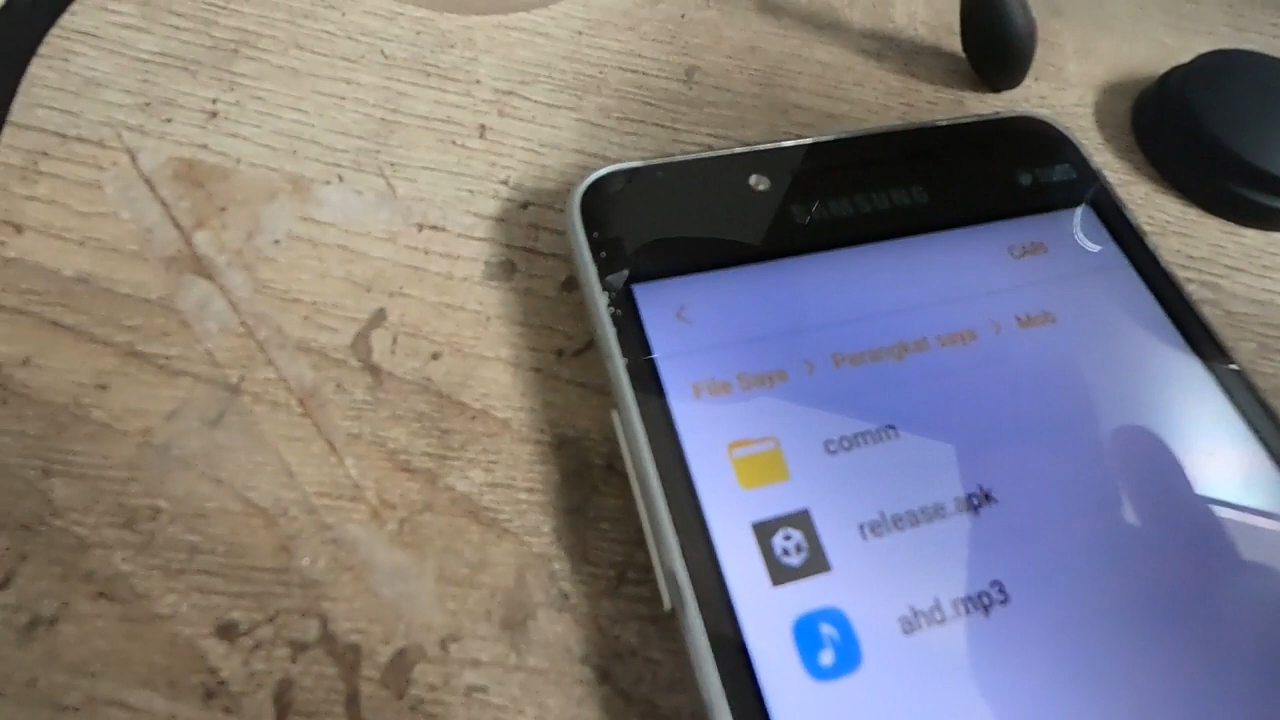 SAMSUNG
CARI
File Saya > Perangkat saya > Mob
comm
release.apk
ahd.mp3